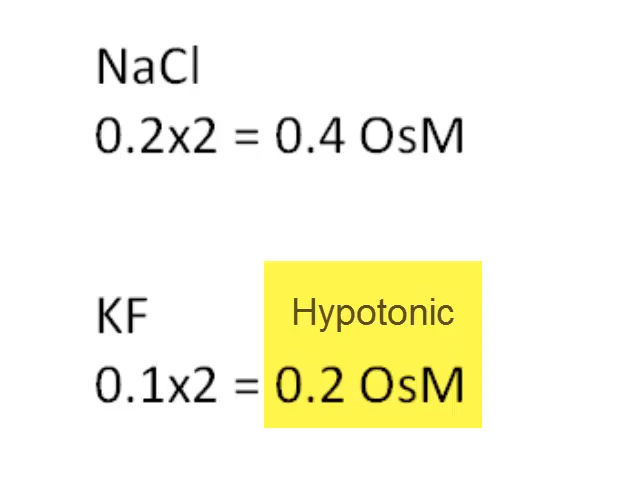 NaCl
0.2x2 = 0.4 OsM
KF
Hypotonic
0.1x2 = 0.2 OsM